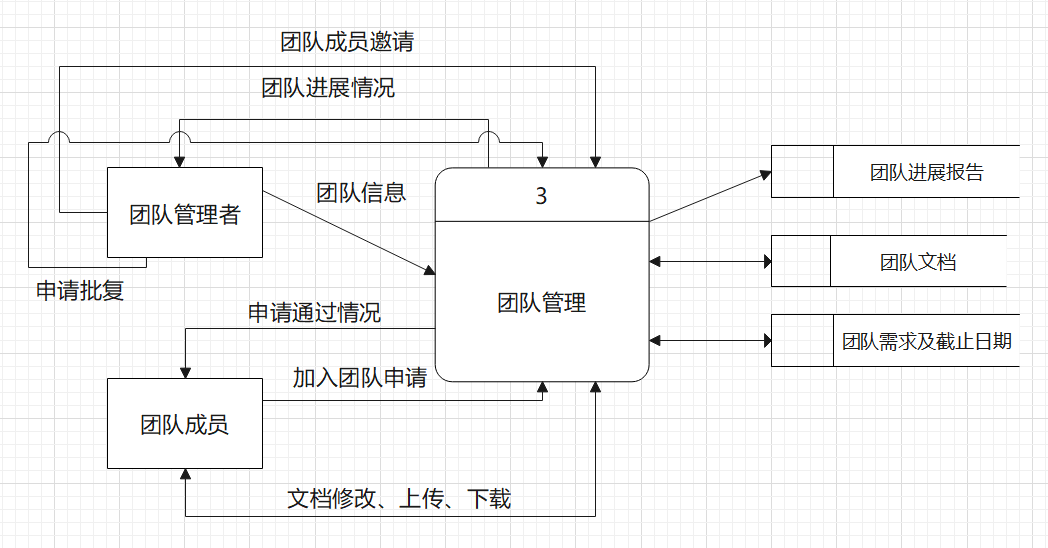 团队成员邀请
团队进展情况
团队信息
3
团队进展报告
团队管理者
团队文档
申请批复
团队管理
申请通过情况
团队需求及截止日期
加入团队申请
团队成员
文档修改、上传、下载